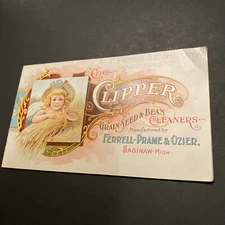 The
CLIPPER
GRAIN, SEED & BEAN
CLEANERS
Manufactured by
FERRELL, PRAME & OZIER,
SAGINAW MICH.